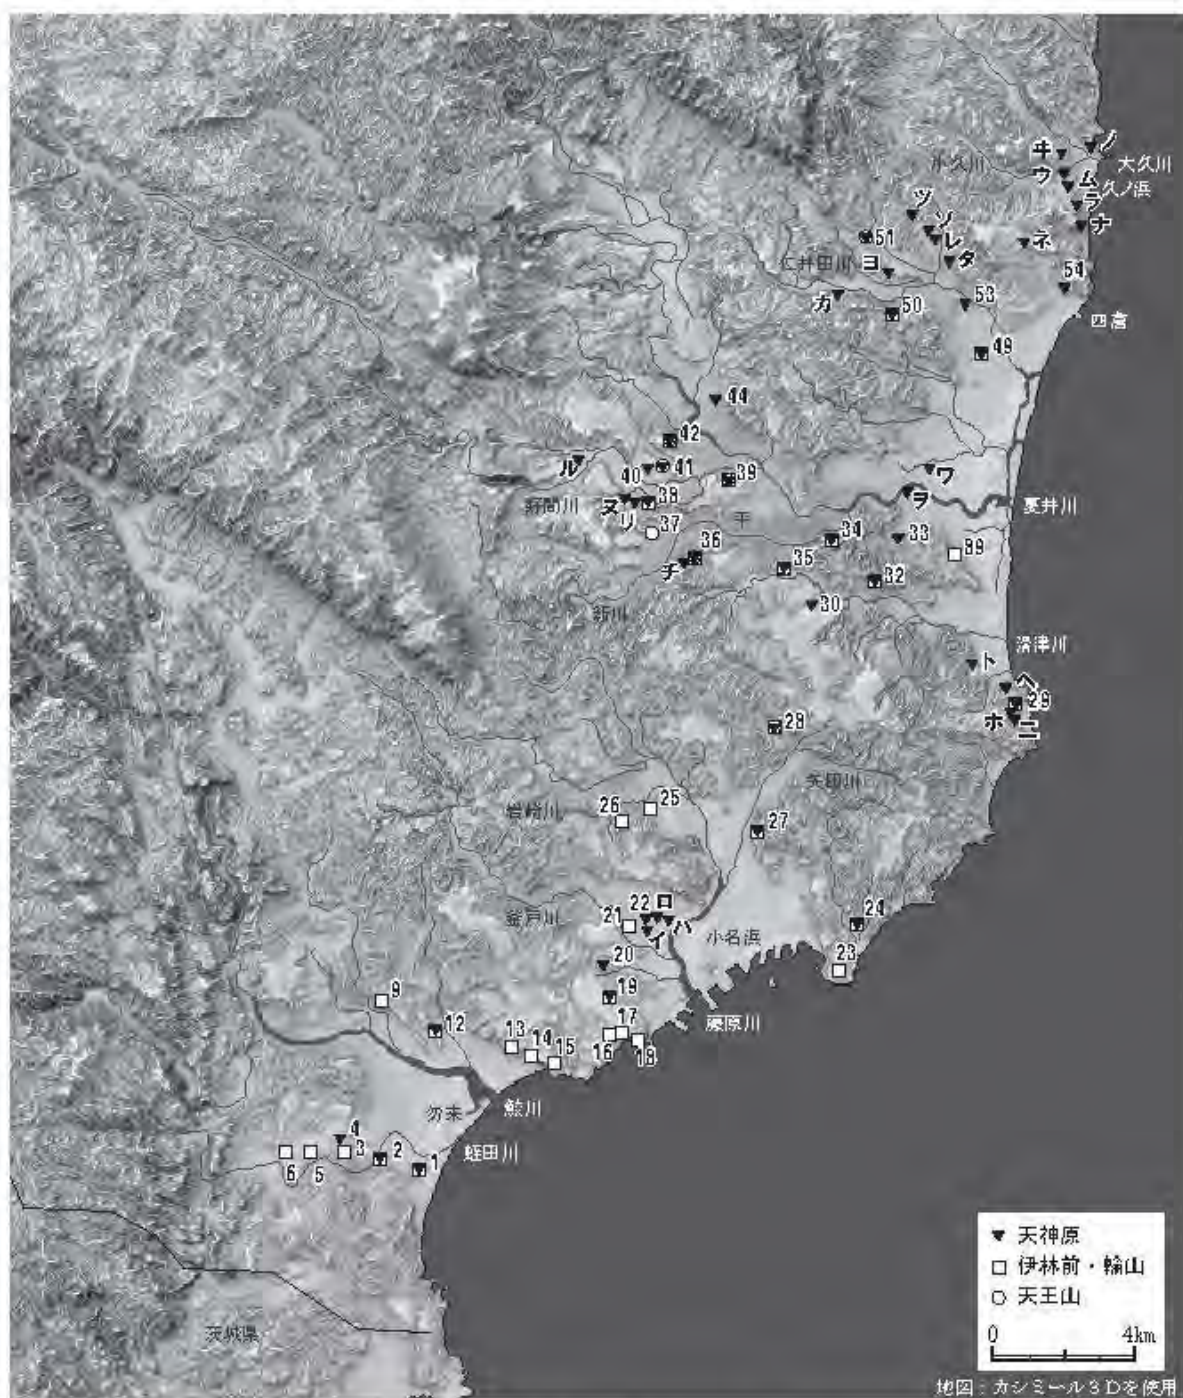 ノ
ヰ
大久川
小久川
ウ
ム
久ノ浜
ラ
ツ
ソ
ナ
51
レ
ネ
仁井田川
ヨ
タ
54
カ
53
50
四倉
49
44
42
ル
40
41
39
ワ
ヌ
38
ヲ
夏井川
好間川
リ
37
平
34
33
36
39
チ
35
32
新川
30
滑津川
ト
ヘ
29
ホ
ニ
28
矢田川
岩崎川
26
25
27
釜戸川
22
ロ
21
ハ
イ
小名浜
24
20
23
9
19
藤原川
12
13
14
15
16
17
18
勿来
鮫川
4
3
2
蛭田川
6
5
1
茨城県
▼ 天神原
□ 伊林前・輪山
○ 天王山
0 4km
地図:カシミール3Dを使用